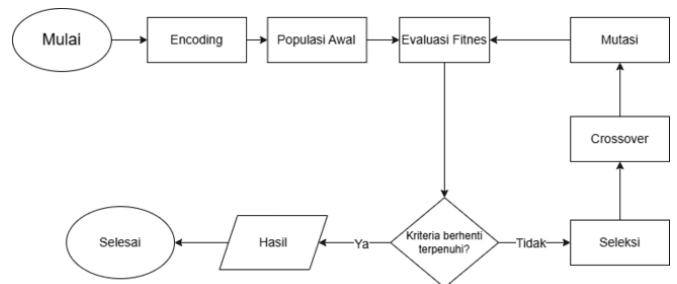 Mulai
Encoding
Populasi Awal
Evaluasi Fitnes
Mutasi
Crossover
Selesai
Hasil
Ya
Kriteria berhenti
terpenuhi?
Tidak
Seleksi